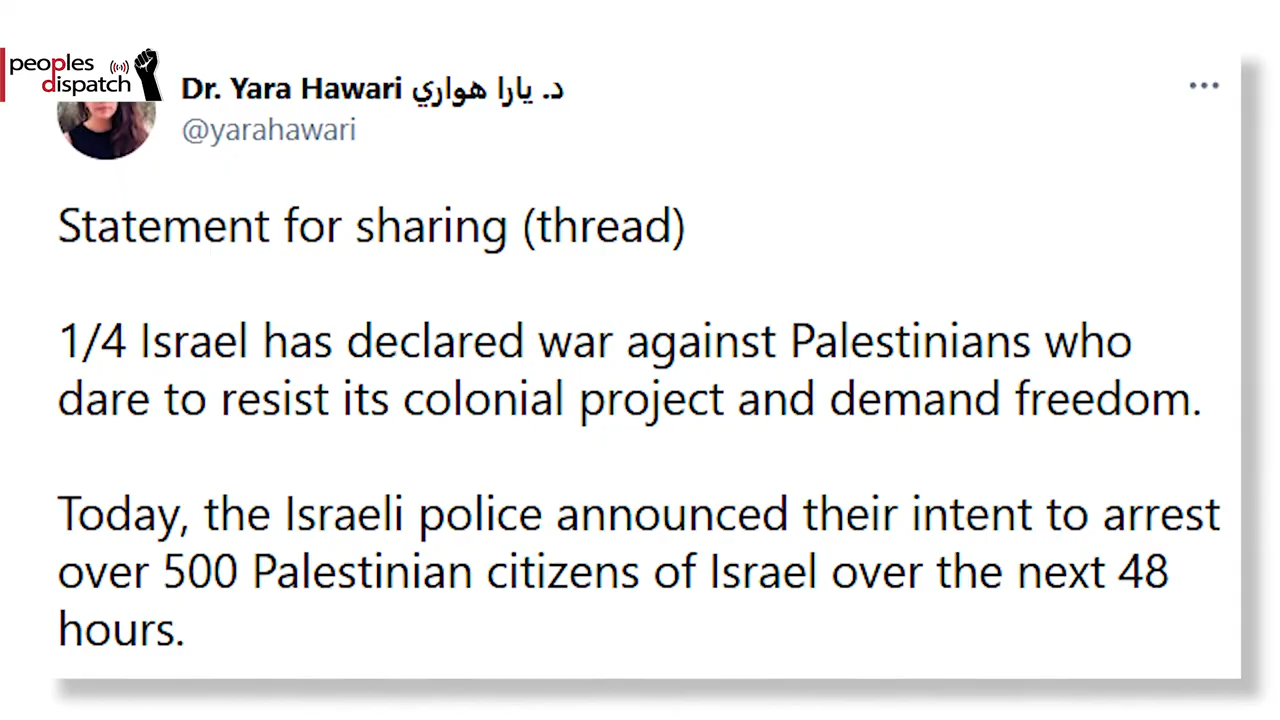 peoples
dispatch
Dr. Yara Hawari د. يارا هواري
@yarahawari
Statement for sharing (thread)
1/4 Israel has declared war against Palestinians who
dare to resist its colonial project and demand freedom.
Today, the Israeli police announced their intent to arrest
over 500 Palestinian citizens of Israel over the next 48
hours.